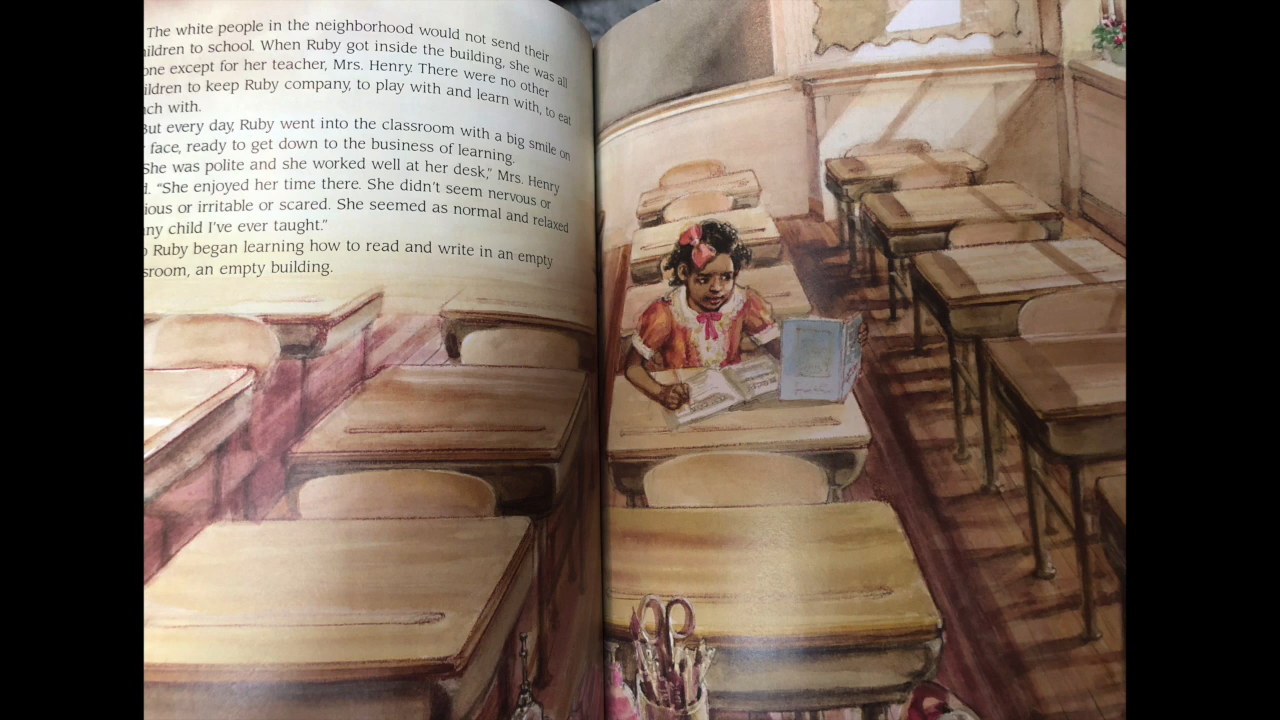 The white people in the neighborhood would not send their
ildren to school. When Ruby got inside the building, she was all
one except for her teacher, Mrs. Henry. There were no other
ildren to keep Ruby company, to play with and learn with, to eat
ch with.
But every day, Ruby went into the classroom with a big smile on
face, ready to get down to the business of learning.
She was polite and she worked well at her desk," Mrs. Henry
d. "She enjoyed her time there. She didn't seem nervous or
ious or irritable or scared. She seemed as normal and relaxed
ny child I've ever taught."
Ruby began learning how to read and write in an empty
sroom, an empty building.